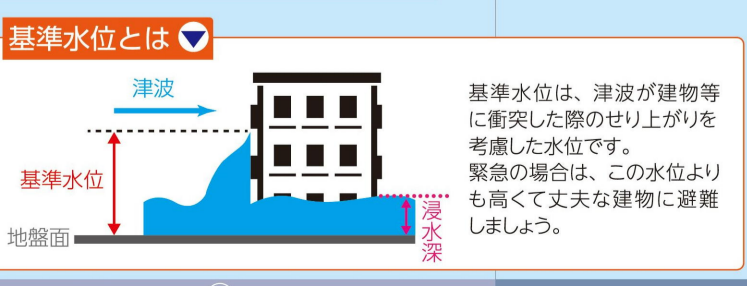 基準水位とは
津波
基準水位
地盤面
浸水深
基準水位は、津波が建物等
に衝突した際のせり上がりを
考慮した水位です。
緊急の場合は、この水位より
も高くて丈夫な建物に避難
しましょう。